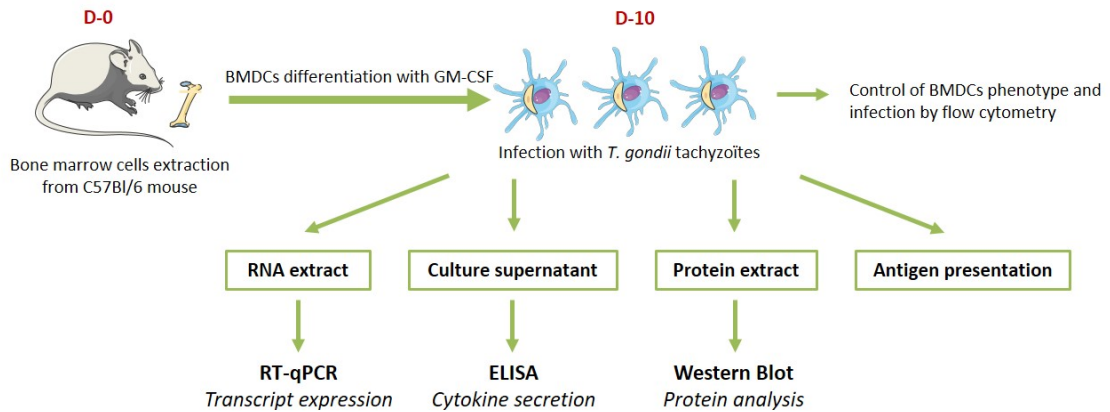 D-0
D-10
BMDCs differentiation with GM-CSF
Control of BMDCs phenotype and
infection by flow cytometry
Bone marrow cells extraction
from C57Bl/6 mouse
Infection with T. gondii tachyzoïtes
RNA extract
Culture supernatant
Protein extract
Antigen presentation
RT-qPCR
Transcript expression
ELISA
Cytokine secretion
Western Blot
Protein analysis